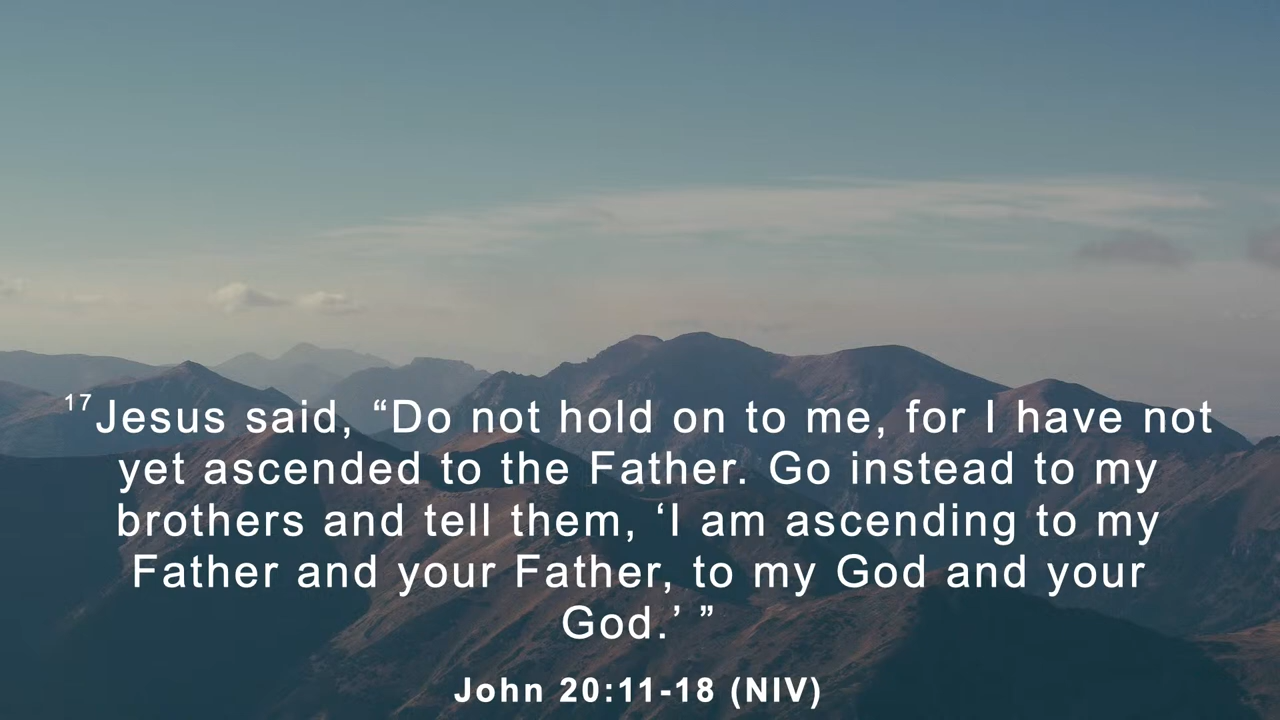 17Jesus said, “Do not hold on to me, for I have not
yet ascended to the Father. Go instead to my
brothers and tell them, ‘I am ascending to my
Father and your Father, to my God and your
God.’ ”
John 20:11-18 (NIV)